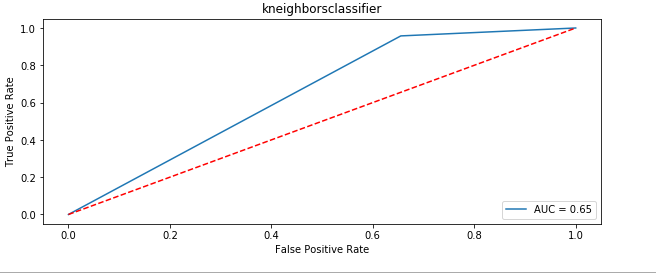 kneighborsclassifier
True Positive Rate
1.0
0.8
0.6
0.4
0.2
0.0
0.0 0.2 0.4 0.6 0.8 1.0
False Positive Rate
AUC = 0.65